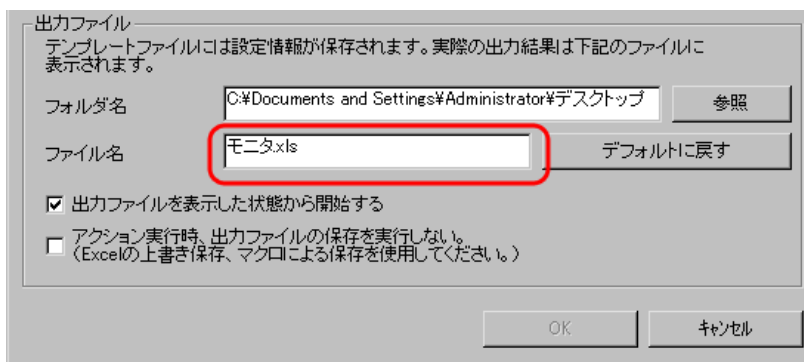 出力ファイル
テンプレートファイルには設定情報が保存されます。実際の出力結果は下記のファイルに
表示されます。
フォルダ名
C:¥Documents and Settings¥Administrator¥デスクトップ
参照
ファイル名
モニタ.xls
デフォルトに戻す
出力ファイルを表示した状態から開始する
アクション実行時、出力ファイルの保存を実行しない。
(Excelの上書き保存、マクロによる保存を使用してください。)
OK
キャンセル